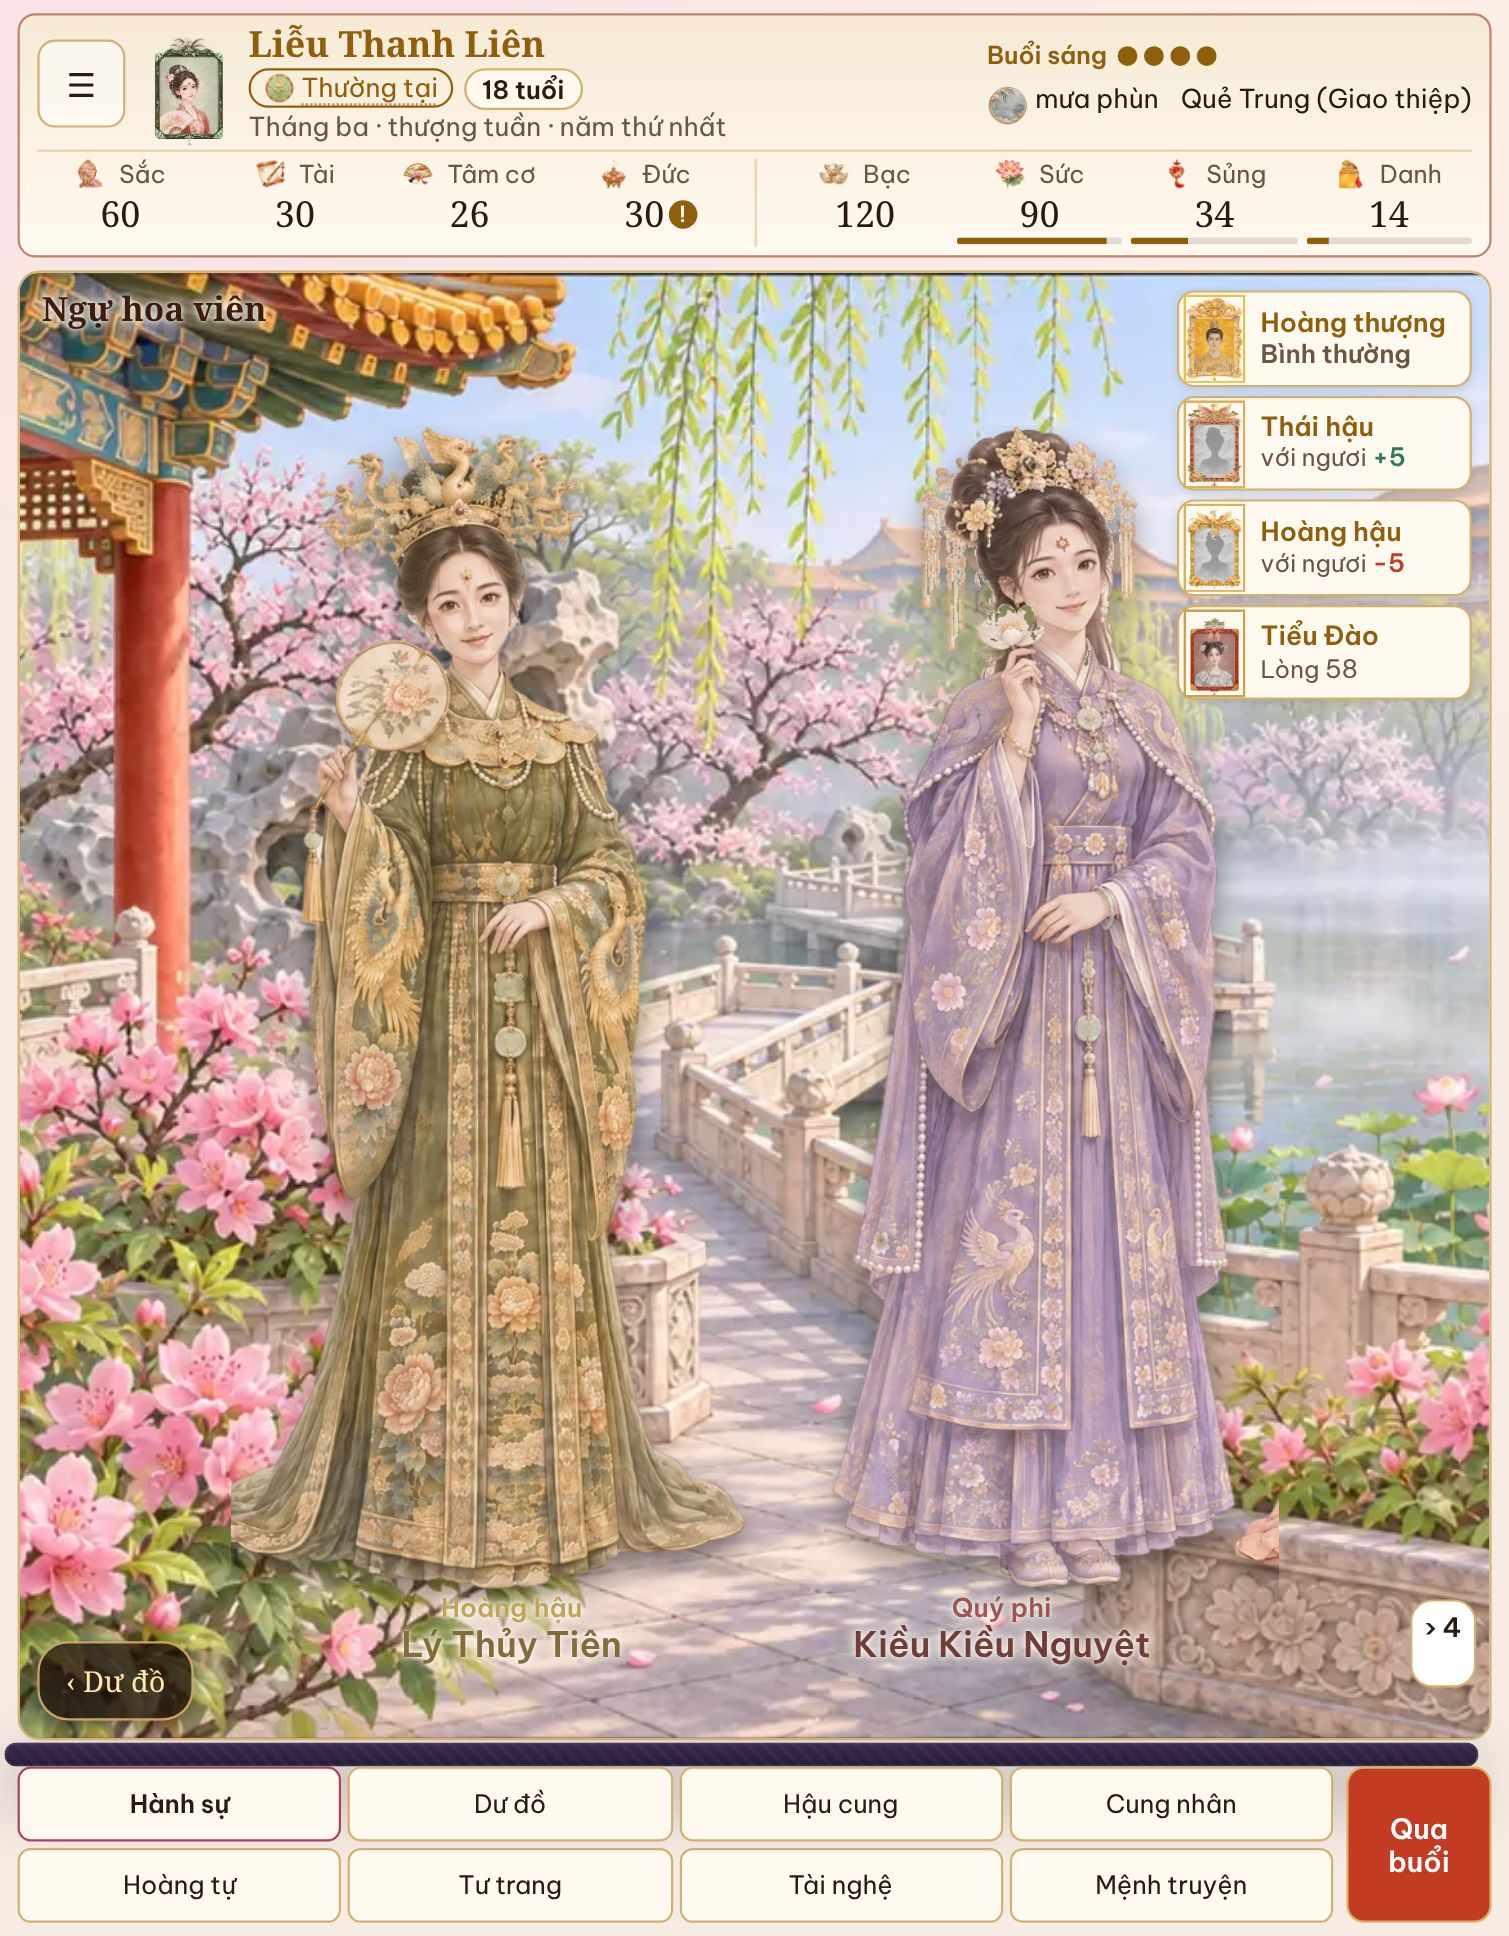 ☰
Liễu Thanh Liên
Thường tại 18 tuổi
Tháng ba · thượng tuần · năm thứ nhất
Buổi sáng
mưa phùn Quẻ Trung (Giao thiệp)
Sắc Tài Tâm cơ Đức Bạc Sức Sủng Danh
60 30 26 30 ! 120 90 34 14
Ngự hoa viên
Hoàng thượng
Bình thường
Thái hậu
với ngươi +5
Hoàng hậu
với ngươi -5
Tiểu Đào
Lòng 58
Hoàng hậu
Lý Thủy Tiên
Quý phi
Kiều Kiều Nguyệt
› 4
‹ Dư đồ
Hành sự Dư đồ Hậu cung Cung nhân
Hoàng tự Tư trang Tài nghệ Mệnh truyện
Qua
buổi